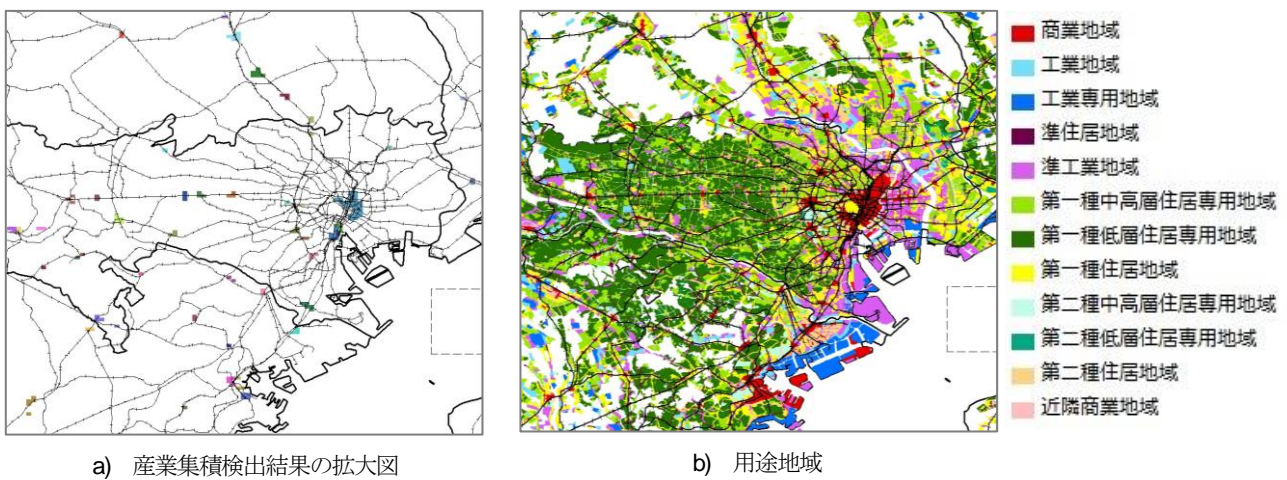 商業地域
工業地域
工業専用地域
準住居地域
準工業地域
第一種中高層住居専用地域
第一種低層住居専用地域
第一種住居地域
第二種中高層住居専用地域
第二種低層住居専用地域
第二種住居地域
近隣商業地域
a) 産業集積検出結果の拡大図
b) 用途地域